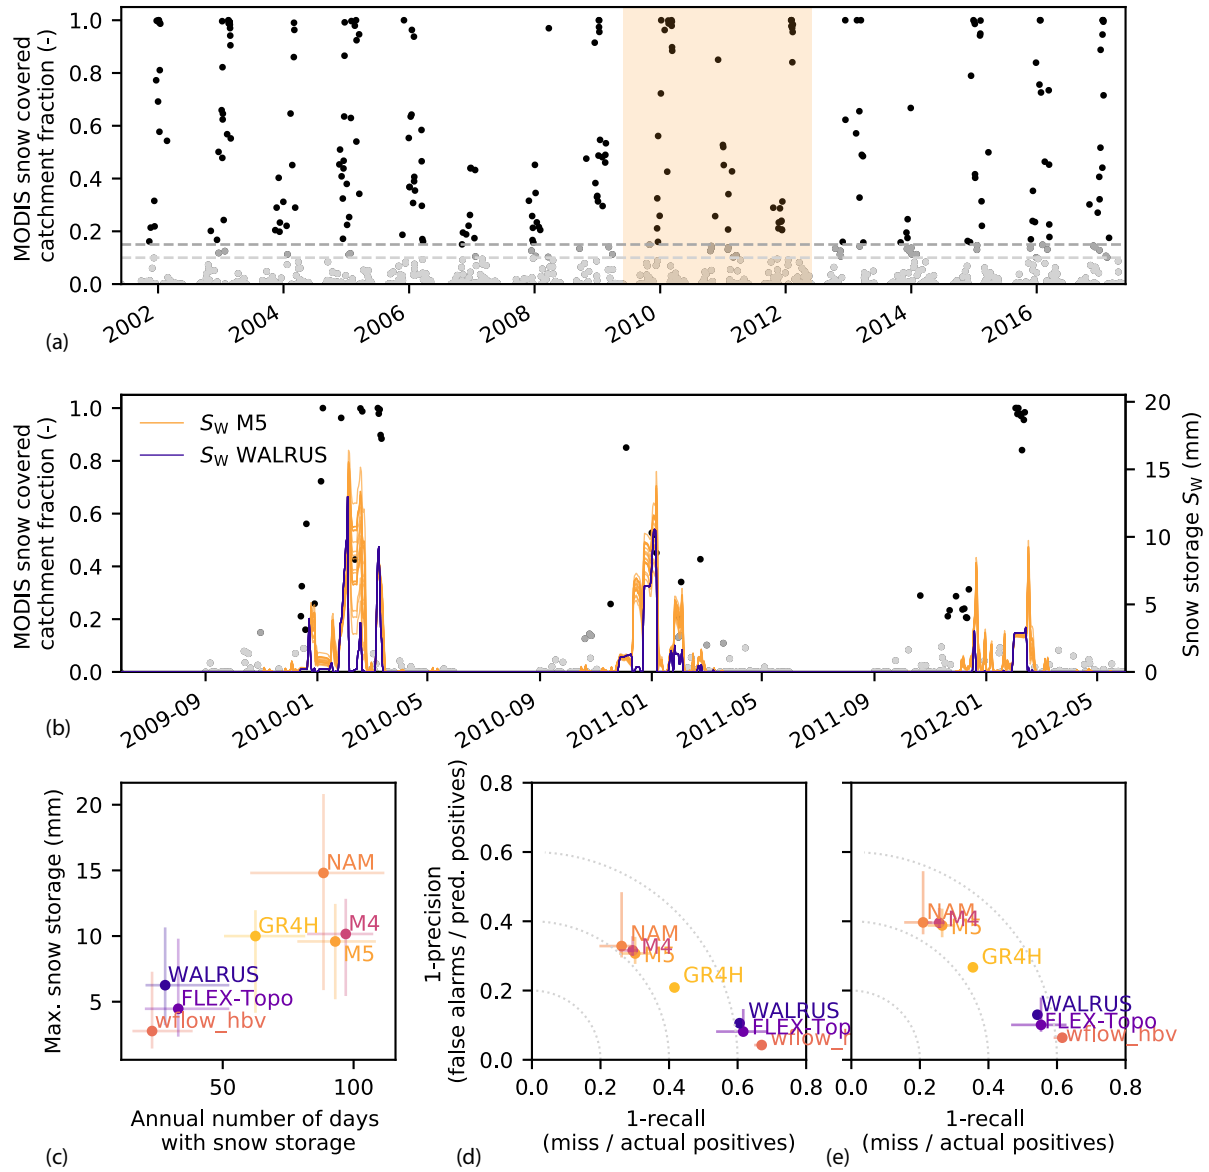 MODIS snow covered
catchment fraction (-)
1.0
0.8
0.6
0.4
0.2
0.0
2002
2004
2006
2008
2010
2012
2014
2016
(a)
MODIS snow covered
catchment fraction (-)
1.0
0.8
0.6
0.4
0.2
0.0
SW M5
SW WALRUS
20
15
10
5
0
Snow storage SW (mm)
2009-09
2010-01
2010-05
2010-09
2011-01
2011-05
2011-09
2012-01
2012-05
(b)
Max. snow storage (mm)
20
15
10
5
NAM
GR4H
M4
M5
WALRUS
FLEX-Topo
wflow_hbv
50
100
Annual number of days
with snow storage
(c)
1-precision
(false alarms / pred. positives)
0.8
0.6
0.4
0.2
0.0
NAM
M4
M5
GR4H
WALRUS
FLEX-Top
wflow_
0.0
0.2
0.4
0.6
0.8
1-recall
(miss / actual positives)
(d)
NAM
M4
M5
GR4H
WALRUS
FLEX-Topo
wflow_hbv
0.0
0.2
0.4
0.6
0.8
1-recall
(miss / actual positives)
(e)